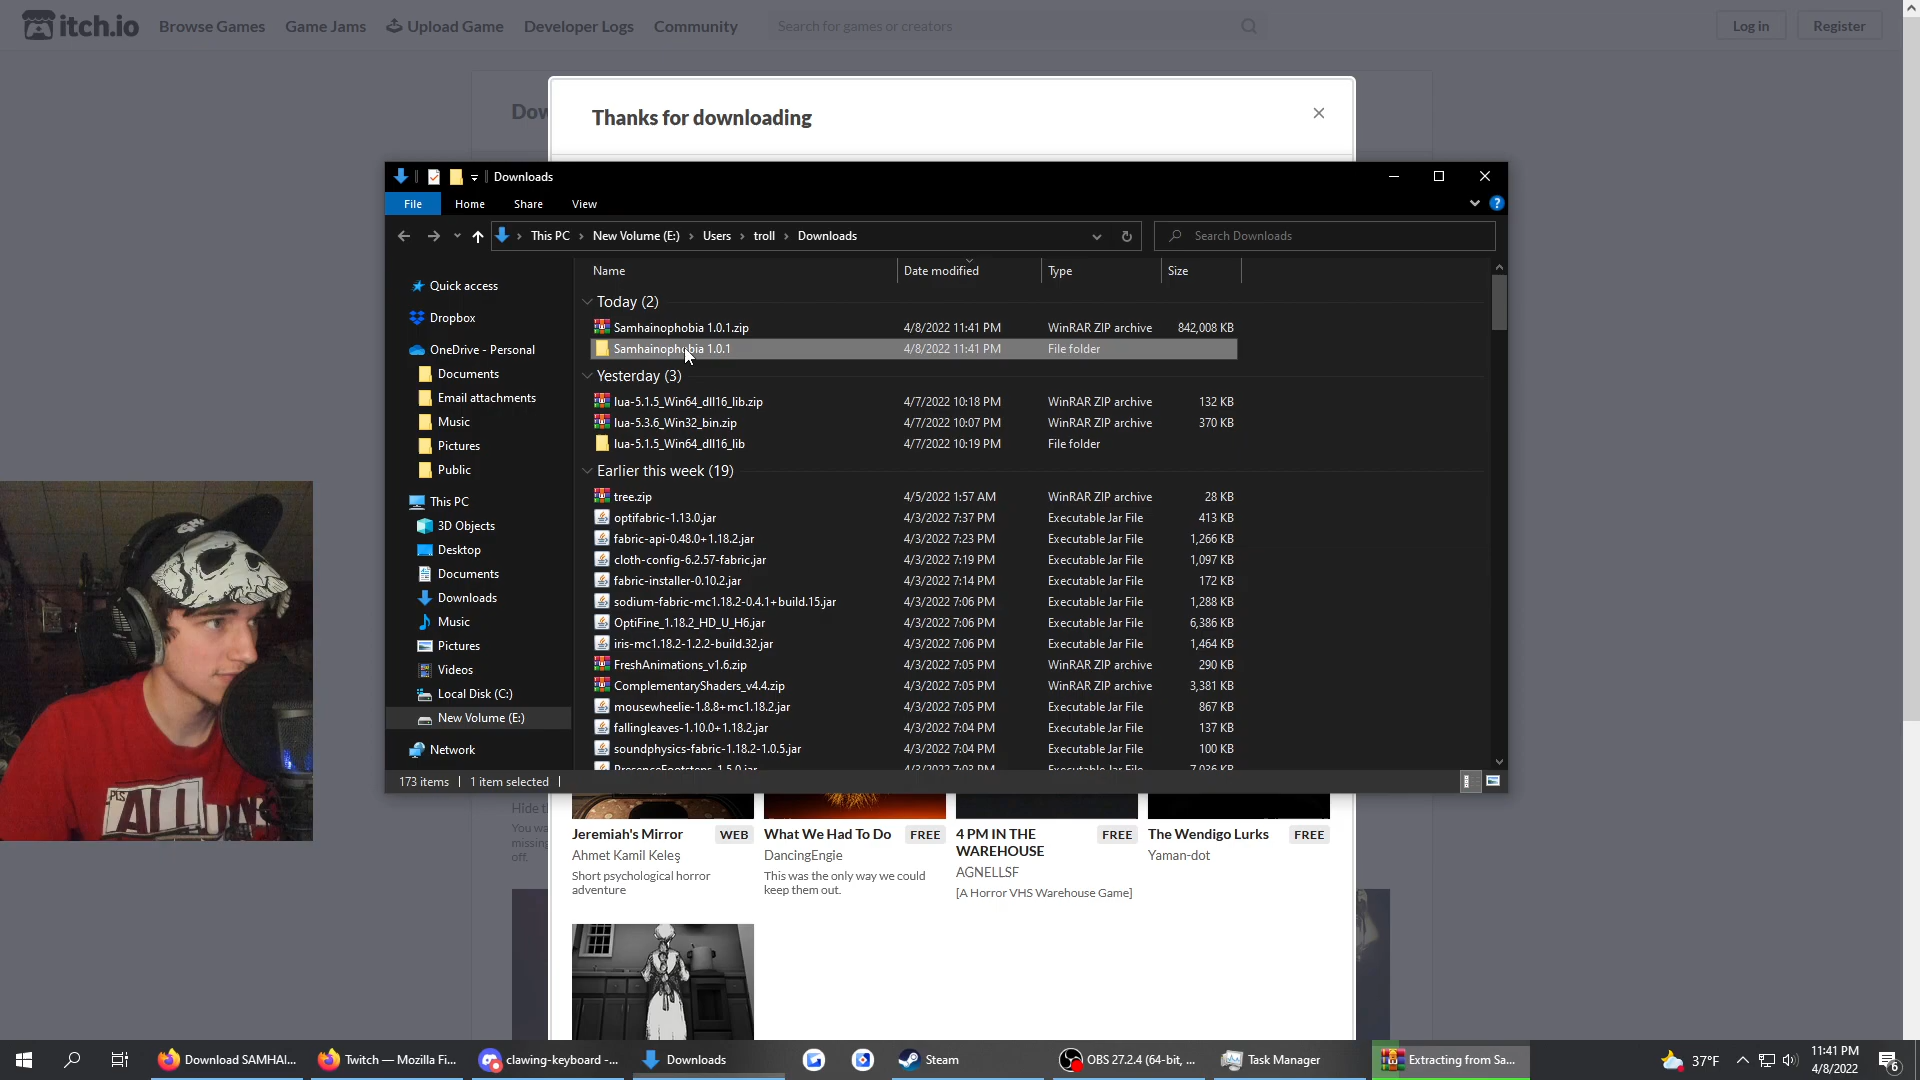 itch.io
Browse Games
Game Jams
Upload Game
Developer Logs
Community
Search for games or creators
Log in
Register
Dow
Thanks for downloading
Downloads
File
Home
Share
View
This PC
New Volume (E:)
Users
troll
Downloads
Search Downloads
Quick access
Dropbox
OneDrive - Personal
Documents
Email attachments
Music
Pictures
Public
This PC
3D Objects
Desktop
Documents
Downloads
Music
Pictures
Videos
Local Disk (C:)
New Volume (E:)
Network
Name Date modified Type Size
Today (2)
Samhainophobia 1.0.1.zip 4/8/2022 11:41 PM WinRAR ZIP archive 842,008 KB
Samhainophobia 1.0.1 4/8/2022 11:41 PM File folder
Yesterday (3)
lua-5.1.5_Win64_dll16_lib.zip 4/7/2022 10:18 PM WinRAR ZIP archive 132 KB
lua-5.3.6_Win32_bin.zip 4/7/2022 10:07 PM WinRAR ZIP archive 370 KB
lua-5.1.5_Win64_dll16_lib 4/7/2022 10:19 PM File folder
Earlier this week (19)
tree.zip 4/5/2022 1:57 AM WinRAR ZIP archive 28 KB
optifabric-1.13.0.jar 4/3/2022 7:37 PM Executable Jar File 413 KB
fabric-api-0.48.0+1.18.2.jar 4/3/2022 7:23 PM Executable Jar File 1,266 KB
cloth-config-6.2.57-fabric.jar 4/3/2022 7:19 PM Executable Jar File 1,097 KB
fabric-installer-0.10.2.jar 4/3/2022 7:14 PM Executable Jar File 172 KB
sodium-fabric-mc1.18.2-0.4.1+build.15.jar 4/3/2022 7:06 PM Executable Jar File 1,288 KB
OptiFine_1.18.2_HD_U_H6.jar 4/3/2022 7:06 PM Executable Jar File 6,386 KB
iris-mc1.18.2-1.2.2-build.32.jar 4/3/2022 7:06 PM Executable Jar File 1,464 KB
FreshAnimations_v1.6.zip 4/3/2022 7:05 PM WinRAR ZIP archive 290 KB
ComplementaryShaders_v4.4.zip 4/3/2022 7:05 PM WinRAR ZIP archive 3,381 KB
mousewheelie-1.8.8+mc1.18.2.jar 4/3/2022 7:05 PM Executable Jar File 867 KB
fallingleaves-1.10.0+1.18.2.jar 4/3/2022 7:04 PM Executable Jar File 137 KB
soundphysics-fabric-1.18.2-1.0.5.jar 4/3/2022 7:04 PM Executable Jar File 100 KB
PresenceFootsteps-1.5.0.jar 4/3/2022 7:03 PM Executable Jar File 7,036 KB
173 items 1 item selected
Hide t
You wa
missing
off.
Jeremiah's Mirror WEB
Ahmet Kamil Keleş
Short psychological horror
adventure
What We Had To Do FREE
DancingEngie
This was the only way we could
keep them out.
4 PM IN THE
WAREHOUSE FREE
AGNELLSF
[A Horror VHS Warehouse Game]
The Wendigo Lurks FREE
Yaman-dot
Download SAMHAI...
Twitch — Mozilla Fi...
clawing-keyboard -...
Downloads
Steam
OBS 27.2.4 (64-bit, ...
Task Manager
Extracting from Sa...
37°F
11:41 PM
4/8/2022
6